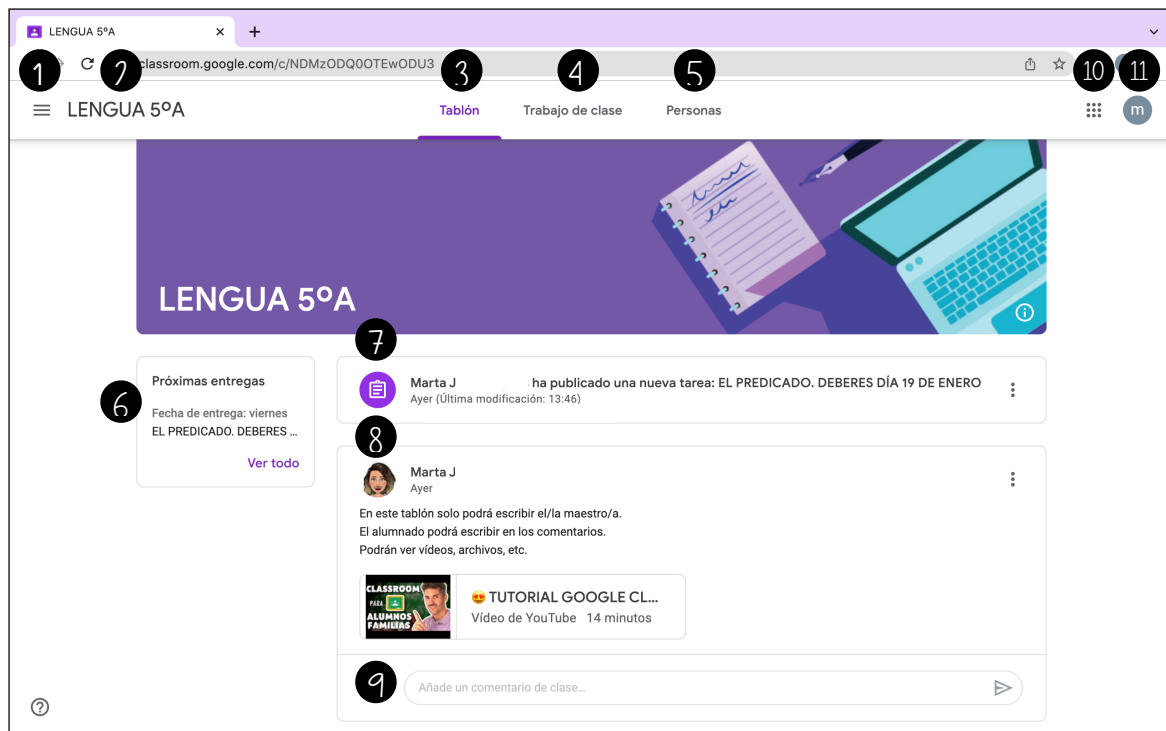 LENGUA 5ºA
classroom.google.com/c/NDMzODQ0OTEwODU3
1 2 3 4 5 10 11
LENGUA 5ºA Tablón Trabajo de clase Personas m
LENGUA 5ºA
7
6
Próximas entregas
Fecha de entrega: viernes
EL PREDICADO. DEBERES ...
Ver todo
Marta J ha publicado una nueva tarea: EL PREDICADO. DEBERES DÍA 19 DE ENERO
Ayer (Última modificación: 13:46)
8
Marta J
Ayer
En este tablón solo podrá escribir el/la maestro/a.
El alumnado podrá escribir en los comentarios.
Podrán ver vídeos, archivos, etc.
CLASSROOM
PARA
ALUMNOS
FAMILIAS
😍 TUTORIAL GOOGLE CL...
Vídeo de YouTube 14 minutos
9
Añade un comentario de clase...